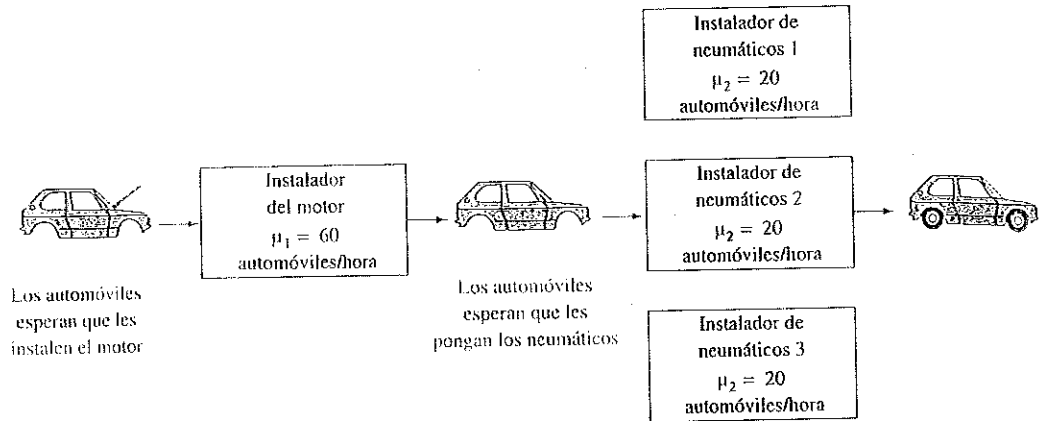 Instalador de
neumáticos 1
μ₂ = 20
automóviles/hora
Instalador
del motor
μ₁ = 60
automóviles/hora
Instalador de
neumáticos 2
μ₂ = 20
automóviles/hora
Los automóviles
esperan que les
instalen el motor
Los automóviles
esperan que les
pongan los neumáticos
Instalador de
neumáticos 3
μ₂ = 20
automóviles/hora